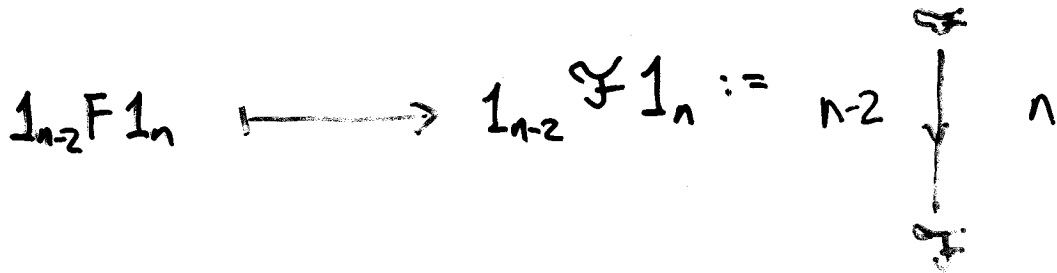 ℱ
1ₙ₋₂F1ₙ ⟼ 1ₙ₋₂ℱ1ₙ := n-2 ↓ n
ℱ